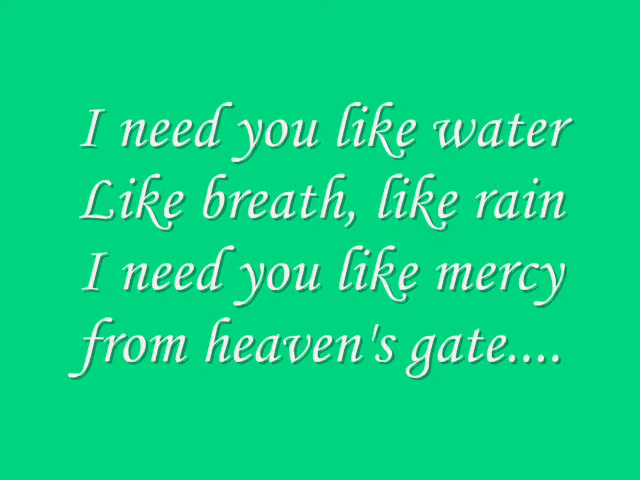 I need you like water
Like breath, like rain
I need you like mercy
from heaven's gate....